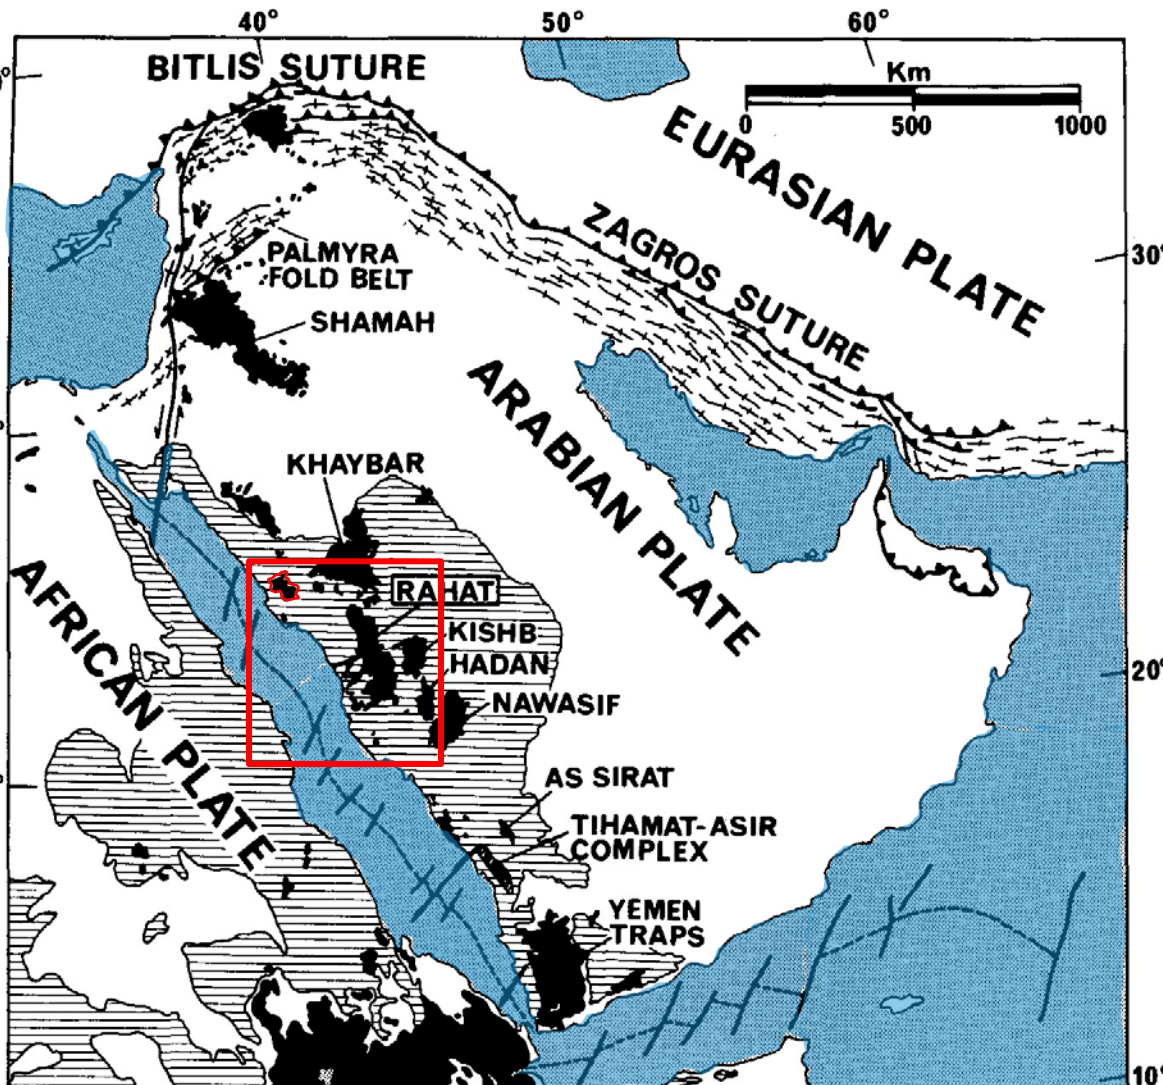 40° 50° 60°
BITLIS SUTURE
Km
0 500 1000
EURASIAN PLATE
ZAGROS SUTURE
30°
PALMYRA
FOLD BELT
SHAMAH
ARABIAN PLATE
KHAYBAR
AFRICAN PLATE
RAHAT
KISHB
HADAN
20°
NAWASIF
AS SIRAT
TIHAMAT-ASIR
COMPLEX
YEMEN
TRAPS
10°